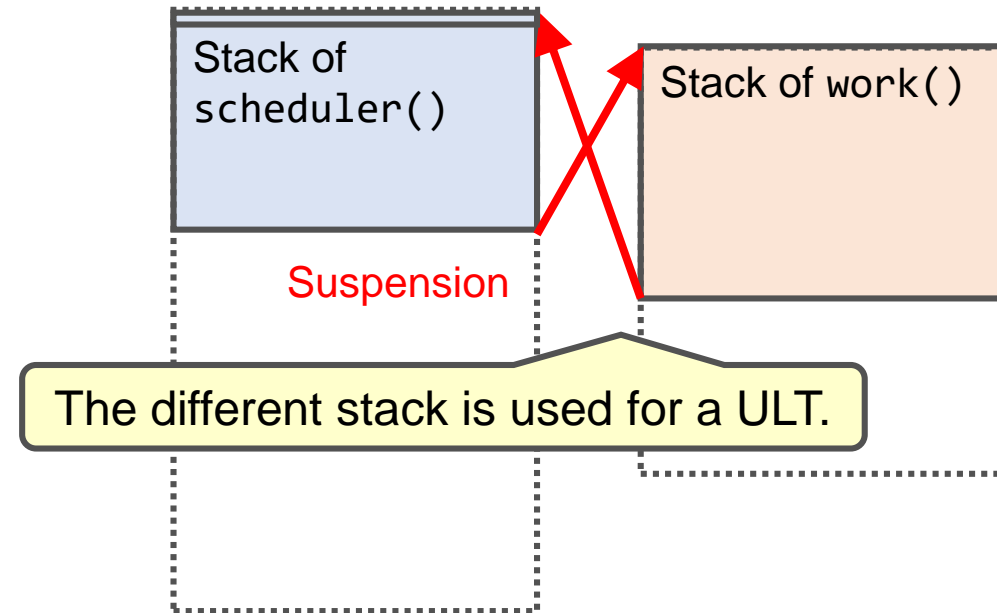 Stack of
scheduler()
Stack of work()
Suspension
The different stack is used for a ULT.